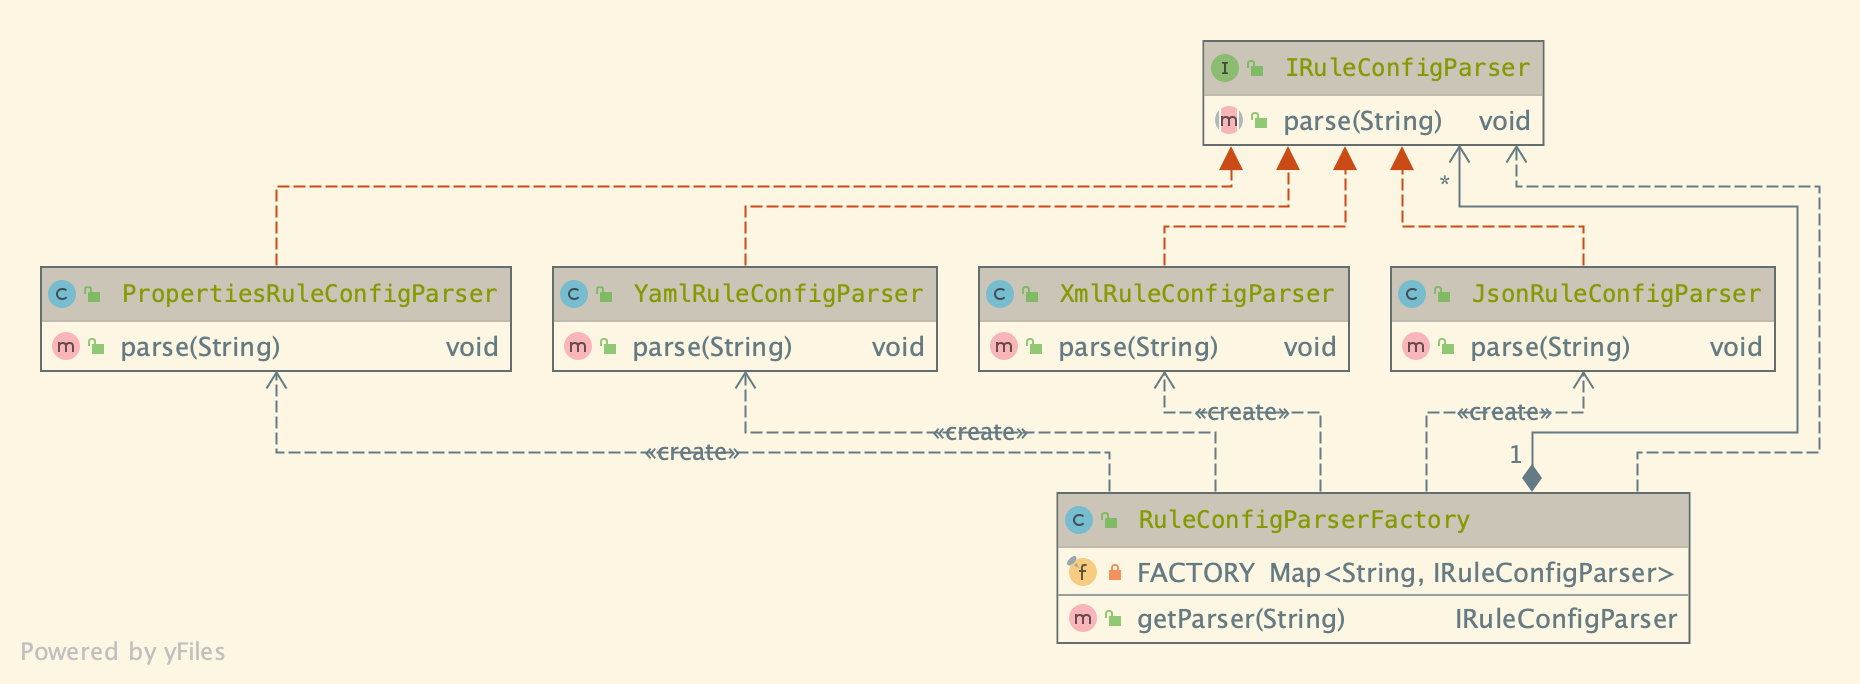 I IRuleConfigParser
m parse(String) void
*
C PropertiesRuleConfigParser
m parse(String) void
C YamlRuleConfigParser
m parse(String) void
C XmlRuleConfigParser
m parse(String) void
C JsonRuleConfigParser
m parse(String) void
«create»
«create»
«create»
«create»
1
C RuleConfigParserFactory
f FACTORY Map<String, IRuleConfigParser>
m getParser(String) IRuleConfigParser
Powered by yFiles